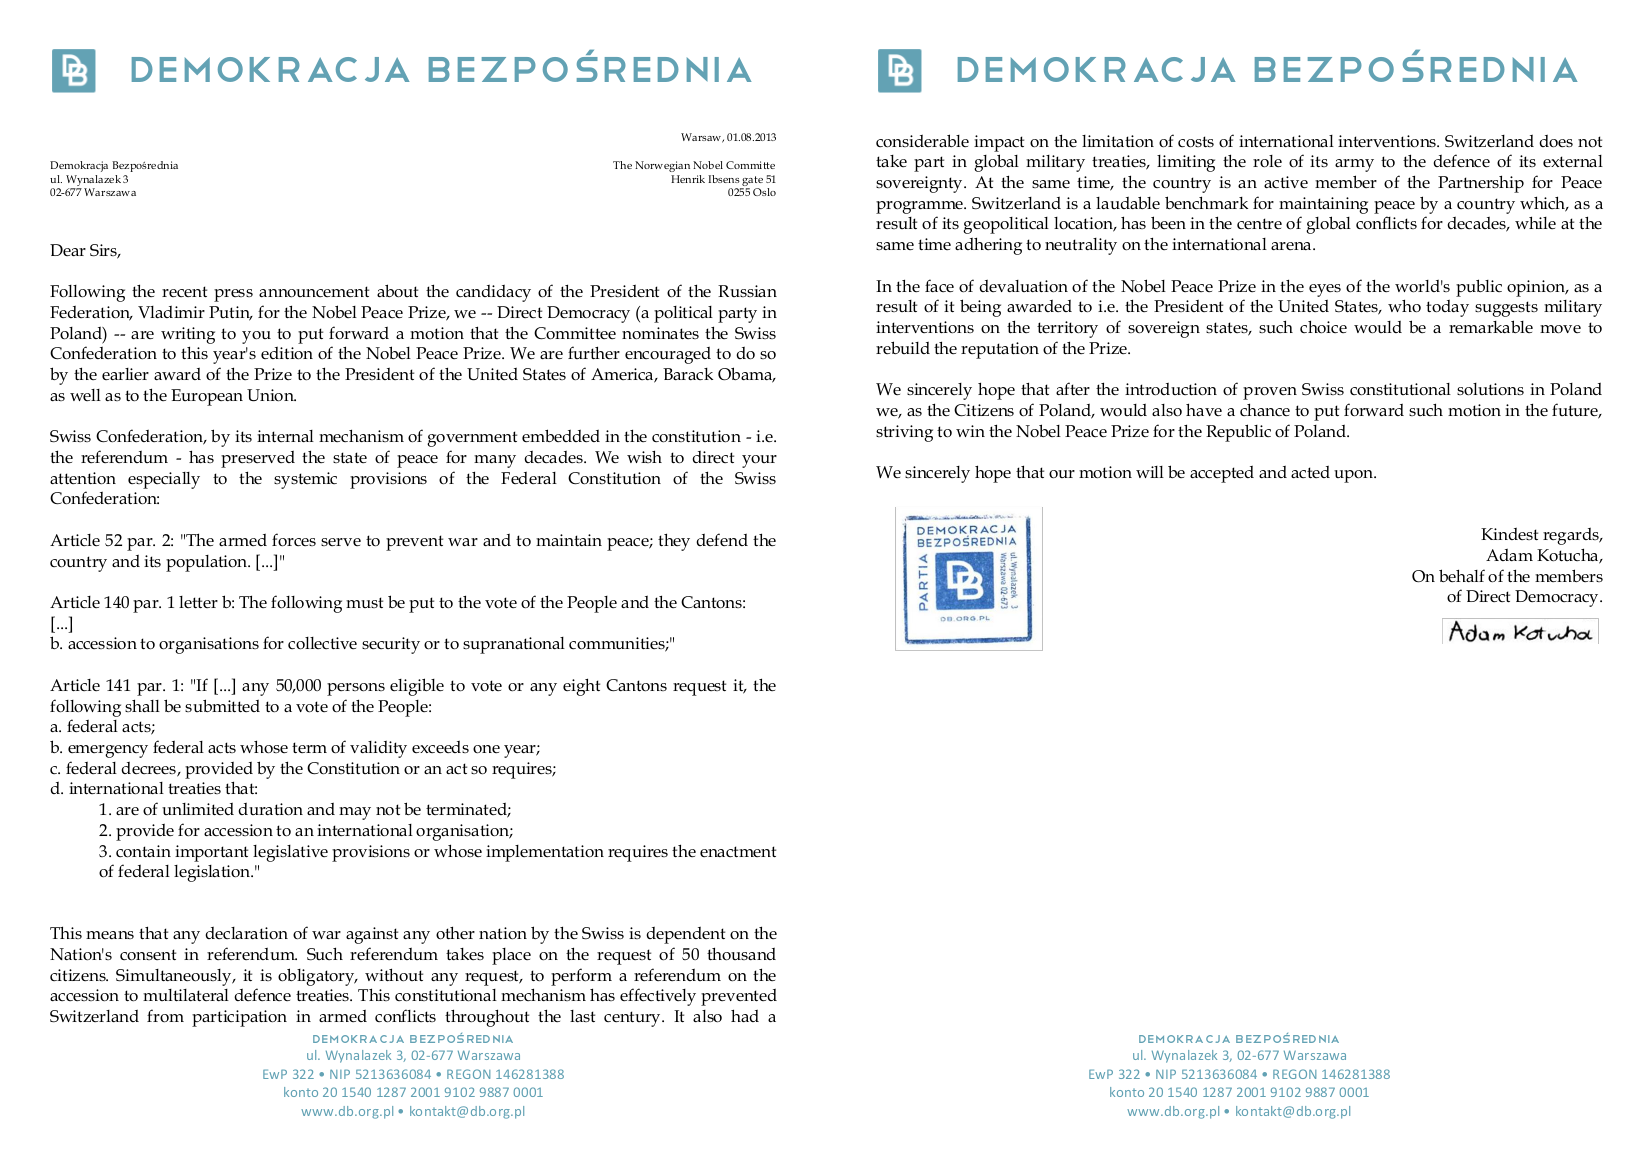 DB DEMOKRACJA BEZPOŚREDNIA
Warsaw, 01.08.2013
Demokracja Bezpośrednia
ul. Wynalazek 3
02-677 Warszawa
The Norwegian Nobel Committe
Henrik Ibsens gate 51
0255 Oslo
Dear Sirs,
Following the recent press announcement about the candidacy of the President of the Russian
Federation, Vladimir Putin, for the Nobel Peace Prize, we -- Direct Democracy (a political party in
Poland) -- are writing to you to put forward a motion that the Committee nominates the Swiss
Confederation to this year's edition of the Nobel Peace Prize. We are further encouraged to do so
by the earlier award of the Prize to the President of the United States of America, Barack Obama,
as well as to the European Union.
Swiss Confederation, by its internal mechanism of government embedded in the constitution - i.e.
the referendum - has preserved the state of peace for many decades. We wish to direct your
attention especially to the systemic provisions of the Federal Constitution of the Swiss
Confederation:
Article 52 par. 2: "The armed forces serve to prevent war and to maintain peace; they defend the
country and its population. [...]"
Article 140 par. 1 letter b: The following must be put to the vote of the People and the Cantons:
[...]
b. accession to organisations for collective security or to supranational communities;"
Article 141 par. 1: "If [...] any 50,000 persons eligible to vote or any eight Cantons request it, the
following shall be submitted to a vote of the People:
a. federal acts;
b. emergency federal acts whose term of validity exceeds one year;
c. federal decrees, provided by the Constitution or an act so requires;
d. international treaties that:
1. are of unlimited duration and may not be terminated;
2. provide for accession to an international organisation;
3. contain important legislative provisions or whose implementation requires the enactment
of federal legislation."
This means that any declaration of war against any other nation by the Swiss is dependent on the
Nation's consent in referendum. Such referendum takes place on the request of 50 thousand
citizens. Simultaneously, it is obligatory, without any request, to perform a referendum on the
accession to multilateral defence treaties. This constitutional mechanism has effectively prevented
Switzerland from participation in armed conflicts throughout the last century. It also had a
DEMOKRACJA BEZPOŚREDNIA
ul. Wynalazek 3, 02-677 Warszawa
EwP 322 • NIP 5213636084 • REGON 146281388
konto 20 1540 1287 2001 9102 9887 0001
www.db.org.pl • kontakt@db.org.pl
DB DEMOKRACJA BEZPOŚREDNIA
considerable impact on the limitation of costs of international interventions. Switzerland does not
take part in global military treaties, limiting the role of its army to the defence of its external
sovereignty. At the same time, the country is an active member of the Partnership for Peace
programme. Switzerland is a laudable benchmark for maintaining peace by a country which, as a
result of its geopolitical location, has been in the centre of global conflicts for decades, while at the
same time adhering to neutrality on the international arena.
In the face of devaluation of the Nobel Peace Prize in the eyes of the world's public opinion, as a
result of it being awarded to i.e. the President of the United States, who today suggests military
interventions on the territory of sovereign states, such choice would be a remarkable move to
rebuild the reputation of the Prize.
We sincerely hope that after the introduction of proven Swiss constitutional solutions in Poland
we, as the Citizens of Poland, would also have a chance to put forward such motion in the future,
striving to win the Nobel Peace Prize for the Republic of Poland.
We sincerely hope that our motion will be accepted and acted upon.
DEMOKRACJA
BEZPOŚREDNIA
PARTIA
DB
ul. Wynalazek 3
Warszawa 02-673
DB.ORG.PL
Kindest regards,
Adam Kotucha,
On behalf of the members
of Direct Democracy.
Adam Kotucha
DEMOKRACJA BEZPOŚREDNIA
ul. Wynalazek 3, 02-677 Warszawa
EwP 322 • NIP 5213636084 • REGON 146281388
konto 20 1540 1287 2001 9102 9887 0001
www.db.org.pl • kontakt@db.org.pl